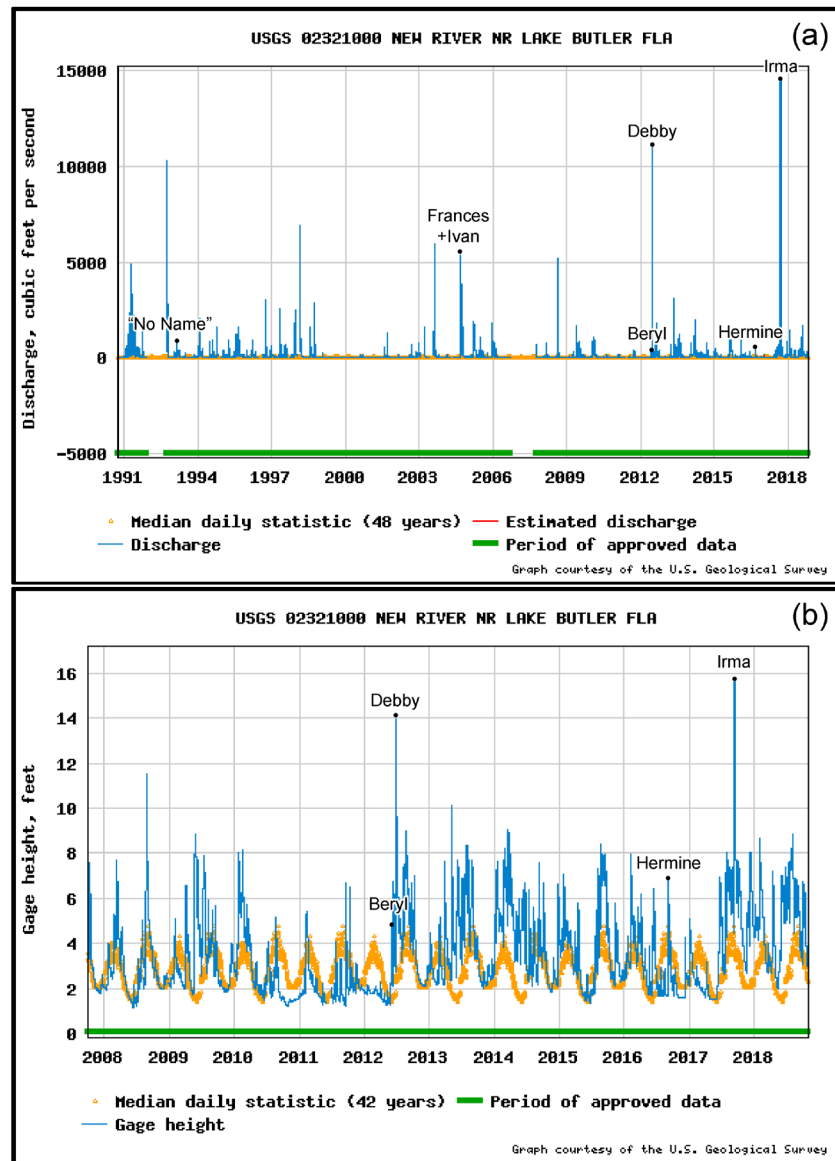 (a)
USGS 02321000 NEW RIVER NR LAKE BUTLER FLA
Discharge, cubic feet per second
15000
10000
5000
0
-5000
"No Name"
Frances
+Ivan
Debby
Beryl
Hermine
Irma
1991 1994 1997 2000 2003 2006 2009 2012 2015 2018
Median daily statistic (48 years) Estimated discharge
Discharge Period of approved data
Graph courtesy of the U.S. Geological Survey
(b)
USGS 02321000 NEW RIVER NR LAKE BUTLER FLA
Gage height, feet
16
14
12
10
8
6
4
2
0
Debby
Beryl
Hermine
Irma
2008 2009 2010 2011 2012 2013 2014 2015 2016 2017 2018
Median daily statistic (42 years) Period of approved data
Gage height
Graph courtesy of the U.S. Geological Survey